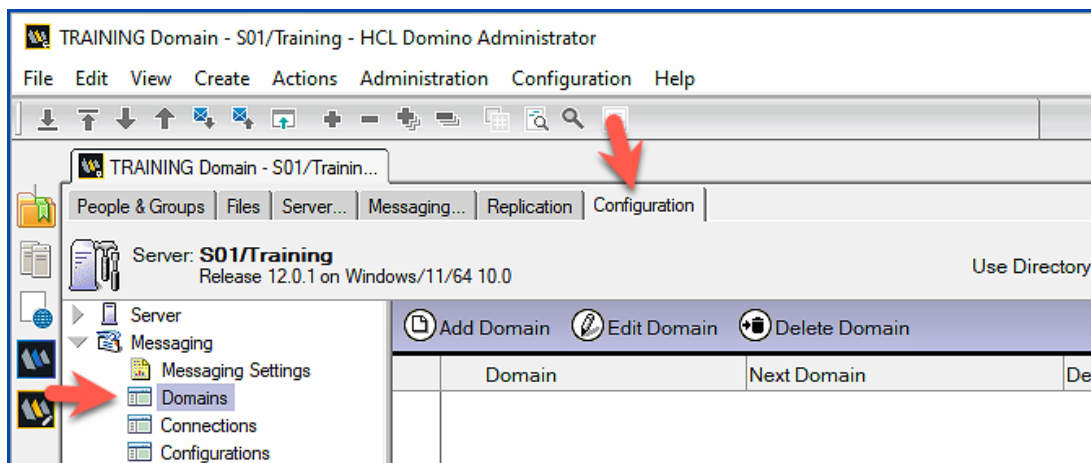 TRAINING Domain - S01/Training - HCL Domino Administrator
File Edit View Create Actions Administration Configuration Help
TRAINING Domain - S01/Trainin...
People & Groups Files Server... Messaging... Replication Configuration
Server: S01/Training
Release 12.0.1 on Windows/11/64 10.0
Use Directory
Server
Messaging
Messaging Settings
Domains
Connections
Configurations
Add Domain Edit Domain Delete Domain
Domain Next Domain De